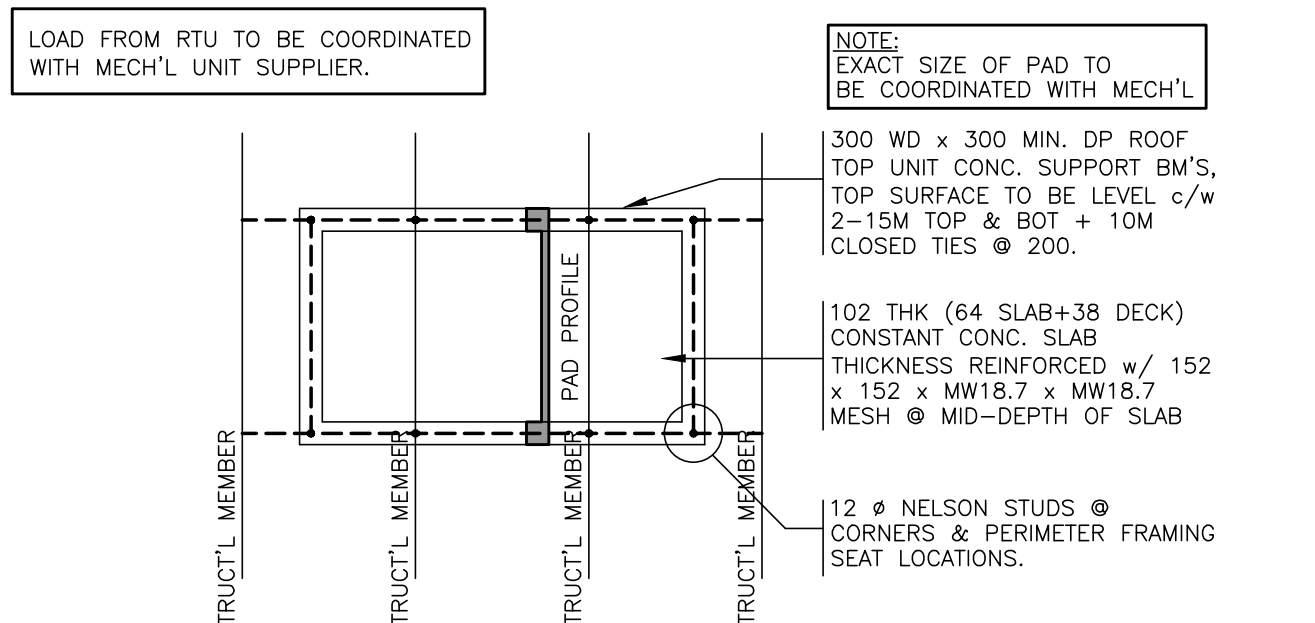 LOAD FROM RTU TO BE COORDINATED
WITH MECH'L UNIT SUPPLIER.
NOTE:
EXACT SIZE OF PAD TO
BE COORDINATED WITH MECH'L
300 WD x 300 MIN. DP ROOF
TOP UNIT CONC. SUPPORT BM'S,
TOP SURFACE TO BE LEVEL c/w
2-15M TOP & BOT + 10M
CLOSED TIES @ 200.
PAD PROFILE
102 THK (64 SLAB+38 DECK)
CONSTANT CONC. SLAB
THICKNESS REINFORCED w/ 152
x 152 x MW18.7 x MW18.7
MESH @ MID-DEPTH OF SLAB
12 ø NELSON STUDS @
CORNERS & PERIMETER FRAMING
SEAT LOCATIONS.
TRUCT'L MEMBER
TRUCT'L MEMBER
TRUCT'L MEMBER
TRUCT'L MEMBER